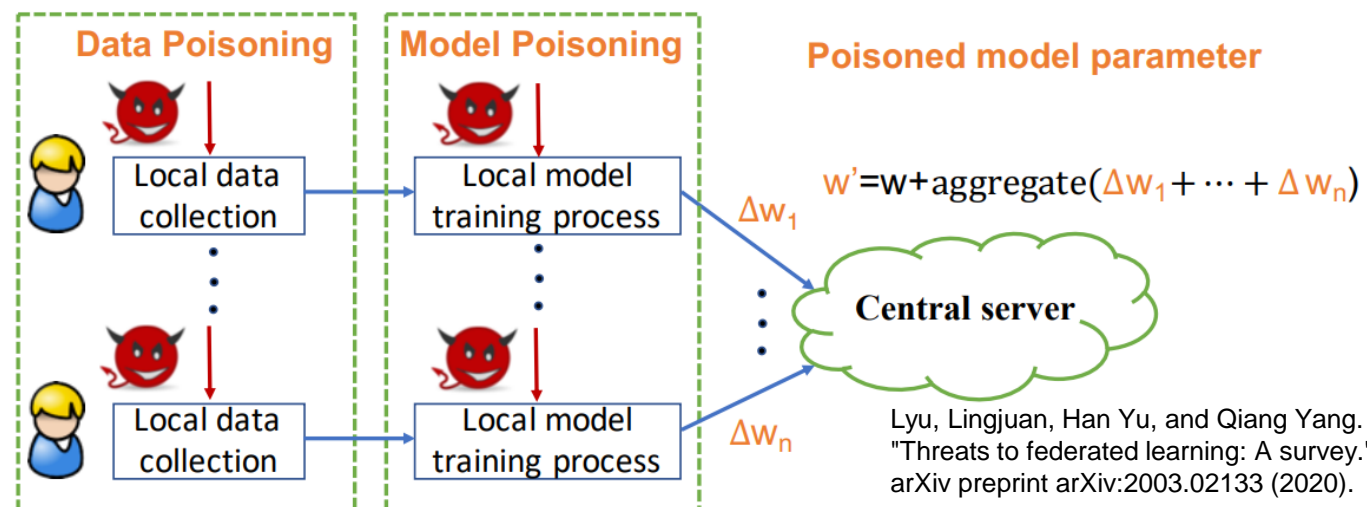 Data Poisoning
Model Poisoning
Poisoned model parameter
Local data
collection
Local model
training process
Δw₁
w'=w+aggregate(Δw₁+ ⋯ + Δ wₙ)
Central server
Local data
collection
Local model
training process
Δwₙ
Lyu, Lingjuan, Han Yu, and Qiang Yang.
"Threats to federated learning: A survey."
arXiv preprint arXiv:2003.02133 (2020).